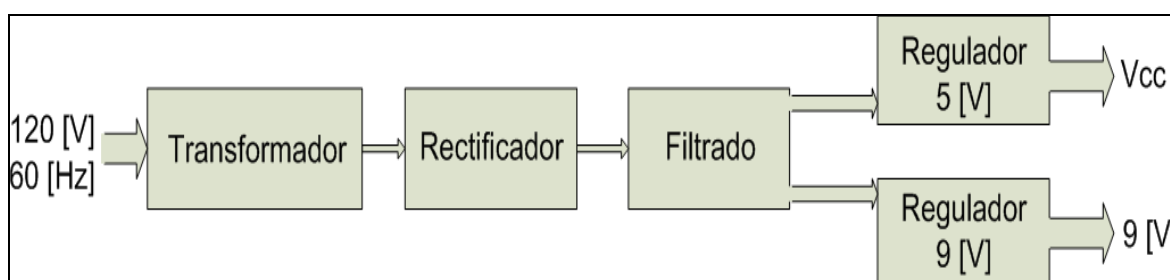 120 [V]
60 [Hz]
Transformador
Rectificador
Filtrado
Regulador
5 [V]
Vcc
Regulador
9 [V]
9 [V